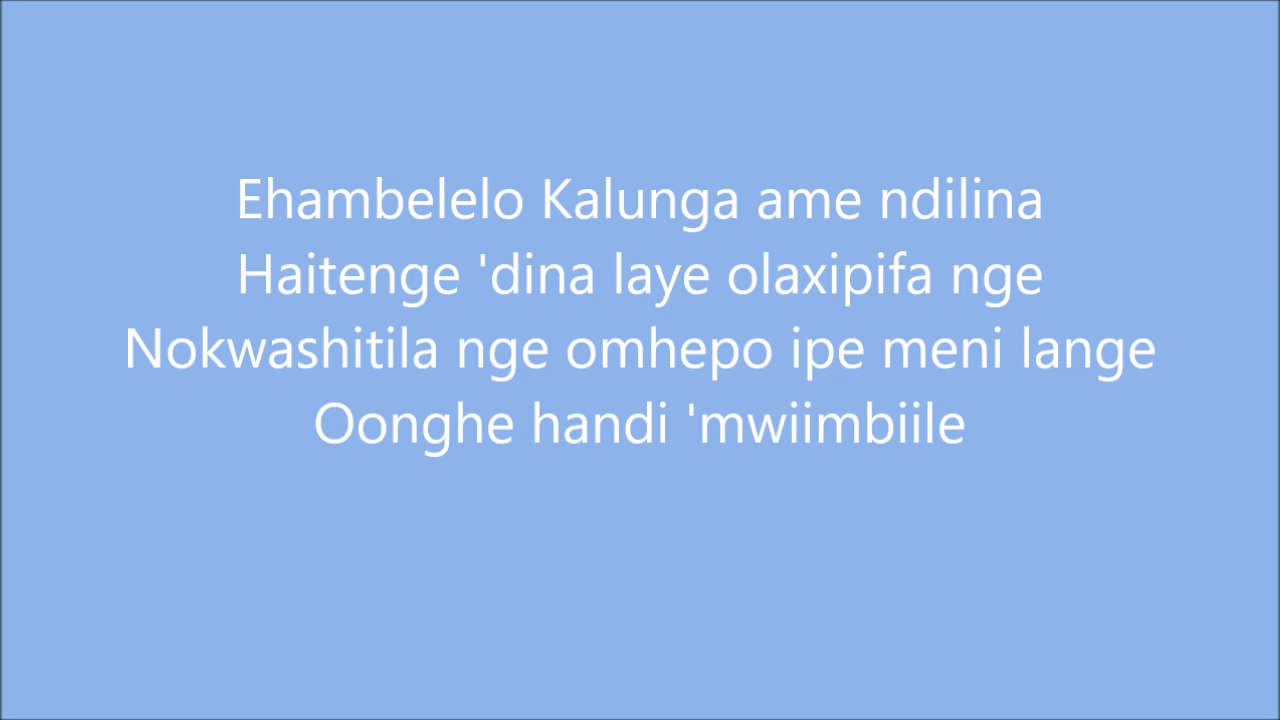 Ehambelelo Kalunga ame ndilina
Haitenge 'dina laye olaxipifa nge
Nokwashitila nge omhepo ipe meni lange
Oonghe handi 'mwiimbiile